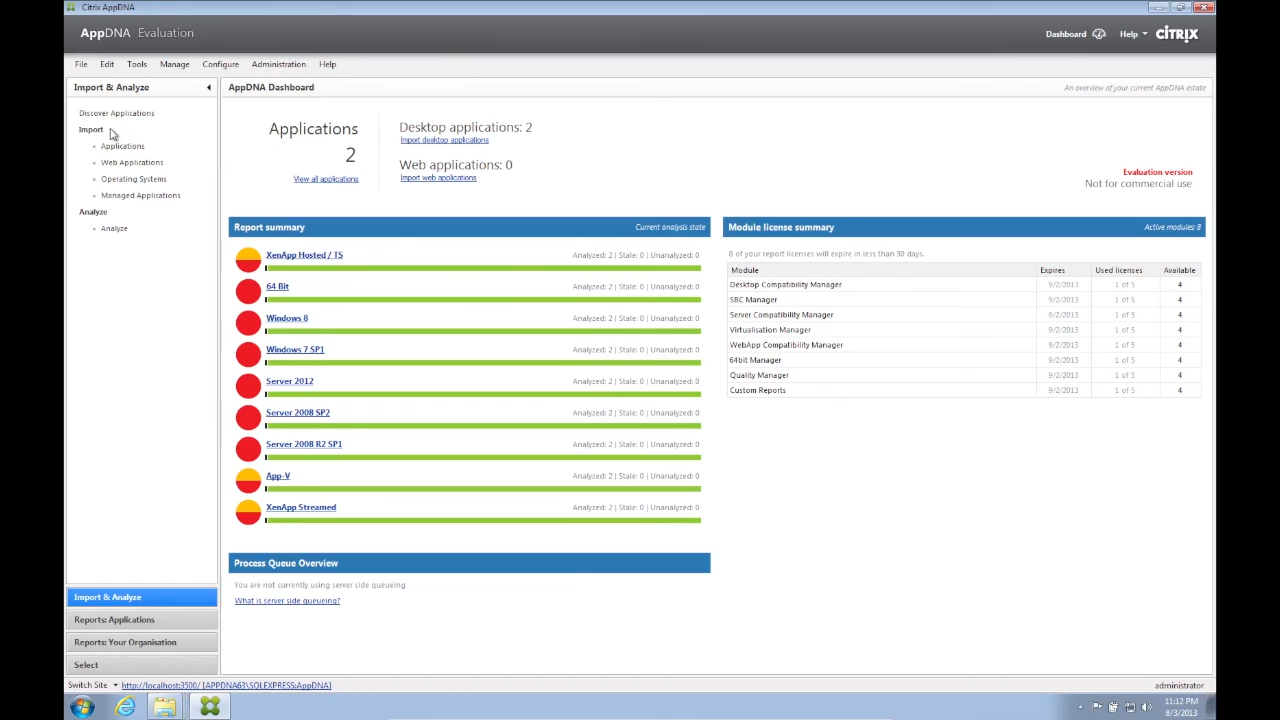 Citrix AppDNA
AppDNA Evaluation
Dashboard
Help
CITRIX
File Edit Tools Manage Configure Administration Help
Import & Analyze
Discover Applications
Import
Applications
Web Applications
Operating Systems
Managed Applications
Analyze
Analyze
AppDNA Dashboard
An overview of your current AppDNA estate
Applications
2
View all applications
Desktop applications: 2
Import desktop applications
Web applications: 0
Import web applications
Evaluation version
Not for commercial use
Report summary Current analysis state
XenApp Hosted / TS Analyzed: 2 | Stale: 0 | Unanalyzed: 0
64 Bit Analyzed: 2 | Stale: 0 | Unanalyzed: 0
Windows 8 Analyzed: 2 | Stale: 0 | Unanalyzed: 0
Windows 7 SP1 Analyzed: 2 | Stale: 0 | Unanalyzed: 0
Server 2012 Analyzed: 2 | Stale: 0 | Unanalyzed: 0
Server 2008 SP2 Analyzed: 2 | Stale: 0 | Unanalyzed: 0
Server 2008 R2 SP1 Analyzed: 2 | Stale: 0 | Unanalyzed: 0
App-V Analyzed: 2 | Stale: 0 | Unanalyzed: 0
XenApp Streamed Analyzed: 2 | Stale: 0 | Unanalyzed: 0
Process Queue Overview
You are not currently using server side queueing
What is server side queueing?
Module license summary Active modules: 8
8 of your report licenses will expire in less than 30 days.
Module Expires Used licenses Available
Desktop Compatibility Manager 9/2/2013 1 of 5 4
SBC Manager 9/2/2013 1 of 5 4
Server Compatibility Manager 9/2/2013 1 of 5 4
Virtualisation Manager 9/2/2013 1 of 5 4
WebApp Compatibility Manager 9/2/2013 1 of 5 4
64bit Manager 9/2/2013 1 of 5 4
Quality Manager 9/2/2013 1 of 5 4
Custom Reports 9/2/2013 1 of 5 4
Import & Analyze
Reports: Applications
Reports: Your Organisation
Select
Switch Site http://localhost:3500/ [APPDNA63\SQLEXPRESS:AppDNA] administrator
11:12 PM
8/3/2013